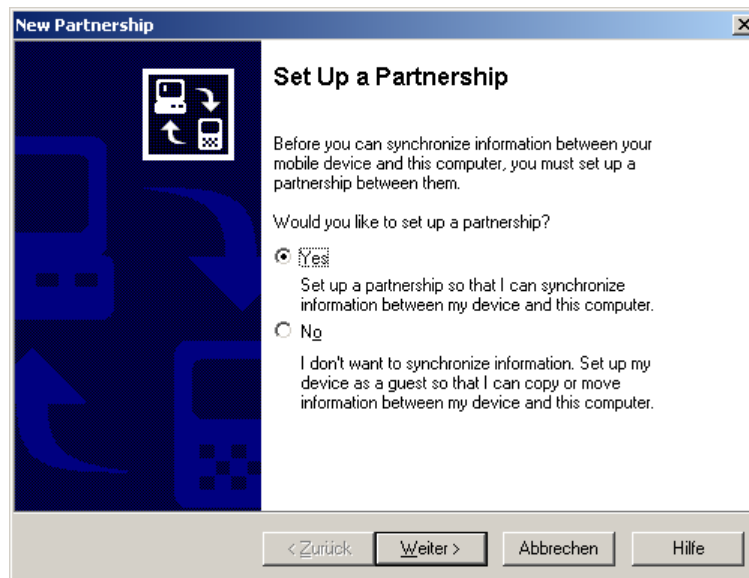 New Partnership
Set Up a Partnership
Before you can synchronize information between your
mobile device and this computer, you must set up a
partnership between them.
Would you like to set up a partnership?
Yes
Set up a partnership so that I can synchronize
information between my device and this computer.
No
I don't want to synchronize information. Set up my
device as a guest so that I can copy or move
information between my device and this computer.
< Zurück
Weiter >
Abbrechen
Hilfe